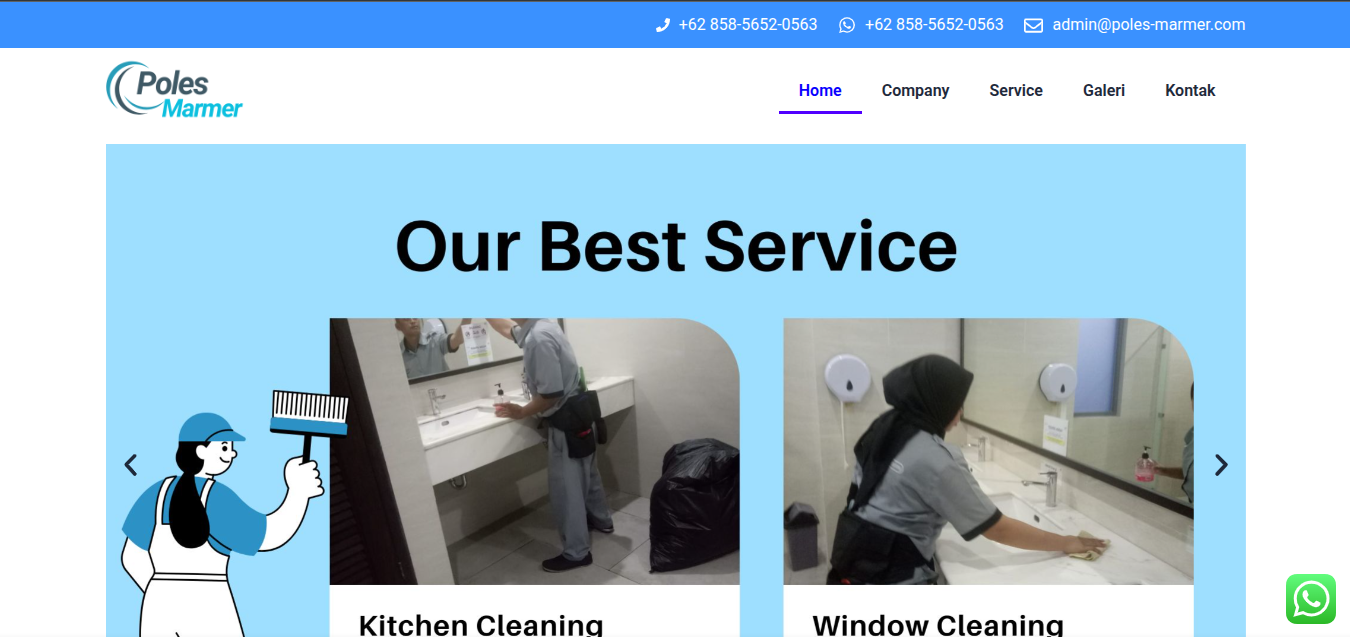 +62 858-5652-0563 +62 858-5652-0563 admin@poles-marmer.com
Poles
Marmer
Home Company Service Galeri Kontak
Our Best Service
Kitchen Cleaning Window Cleaning